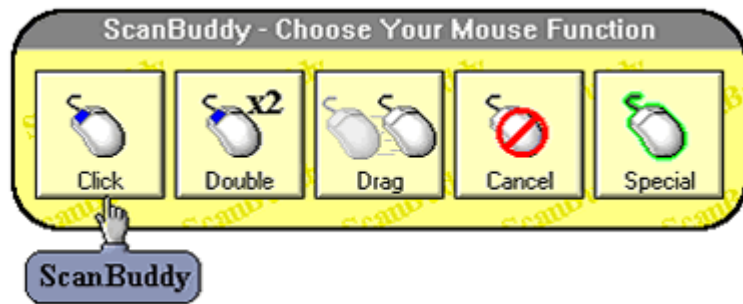 ScanBuddy - Choose Your Mouse Function
x2
Click Double Drag Cancel Special
ScanBuddy